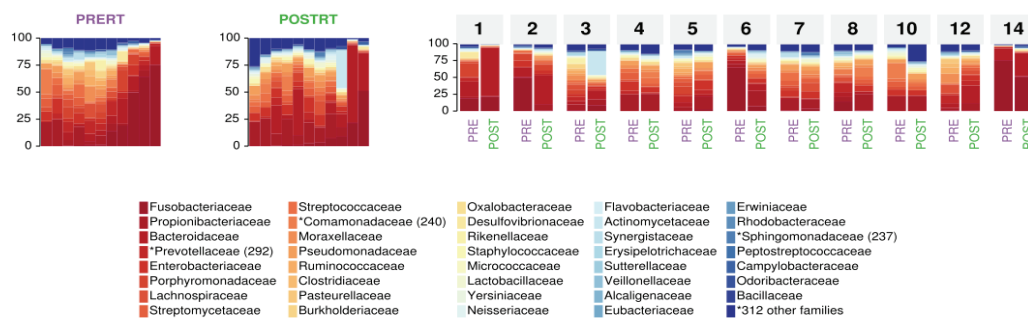 PRERT
POSTRT
1 2 3 4 5 6 7 8 10 12 14
100
75
50
25
0
100
75
50
25
0
100
75
50
25
0
PRE POST PRE POST PRE POST PRE POST PRE POST PRE POST PRE POST PRE POST PRE POST PRE POST PRE POST
Fusobacteriaceae
Propionibacteriaceae
Bacteroidaceae
*Prevotellaceae (292)
Enterobacteriaceae
Porphyromonadaceae
Lachnospiraceae
Streptomycetaceae
Streptococcaceae
*Comamonadaceae (240)
Moraxellaceae
Pseudomonadaceae
Ruminococcaceae
Clostridiaceae
Pasteurellaceae
Burkholderiaceae
Oxalobacteraceae
Desulfovibrionaceae
Rikenellaceae
Staphylococcaceae
Micrococcaceae
Lactobacillaceae
Yersiniaceae
Neisseriaceae
Flavobacteriaceae
Actinomycetaceae
Synergistaceae
Erysipelotrichaceae
Sutterellaceae
Veillonellaceae
Alcaligenaceae
Eubacteriaceae
Erwiniaceae
Rhodobacteraceae
*Sphingomonadaceae (237)
Peptostreptococcaceae
Campylobacteraceae
Odoribacteraceae
Bacillaceae
*312 other families